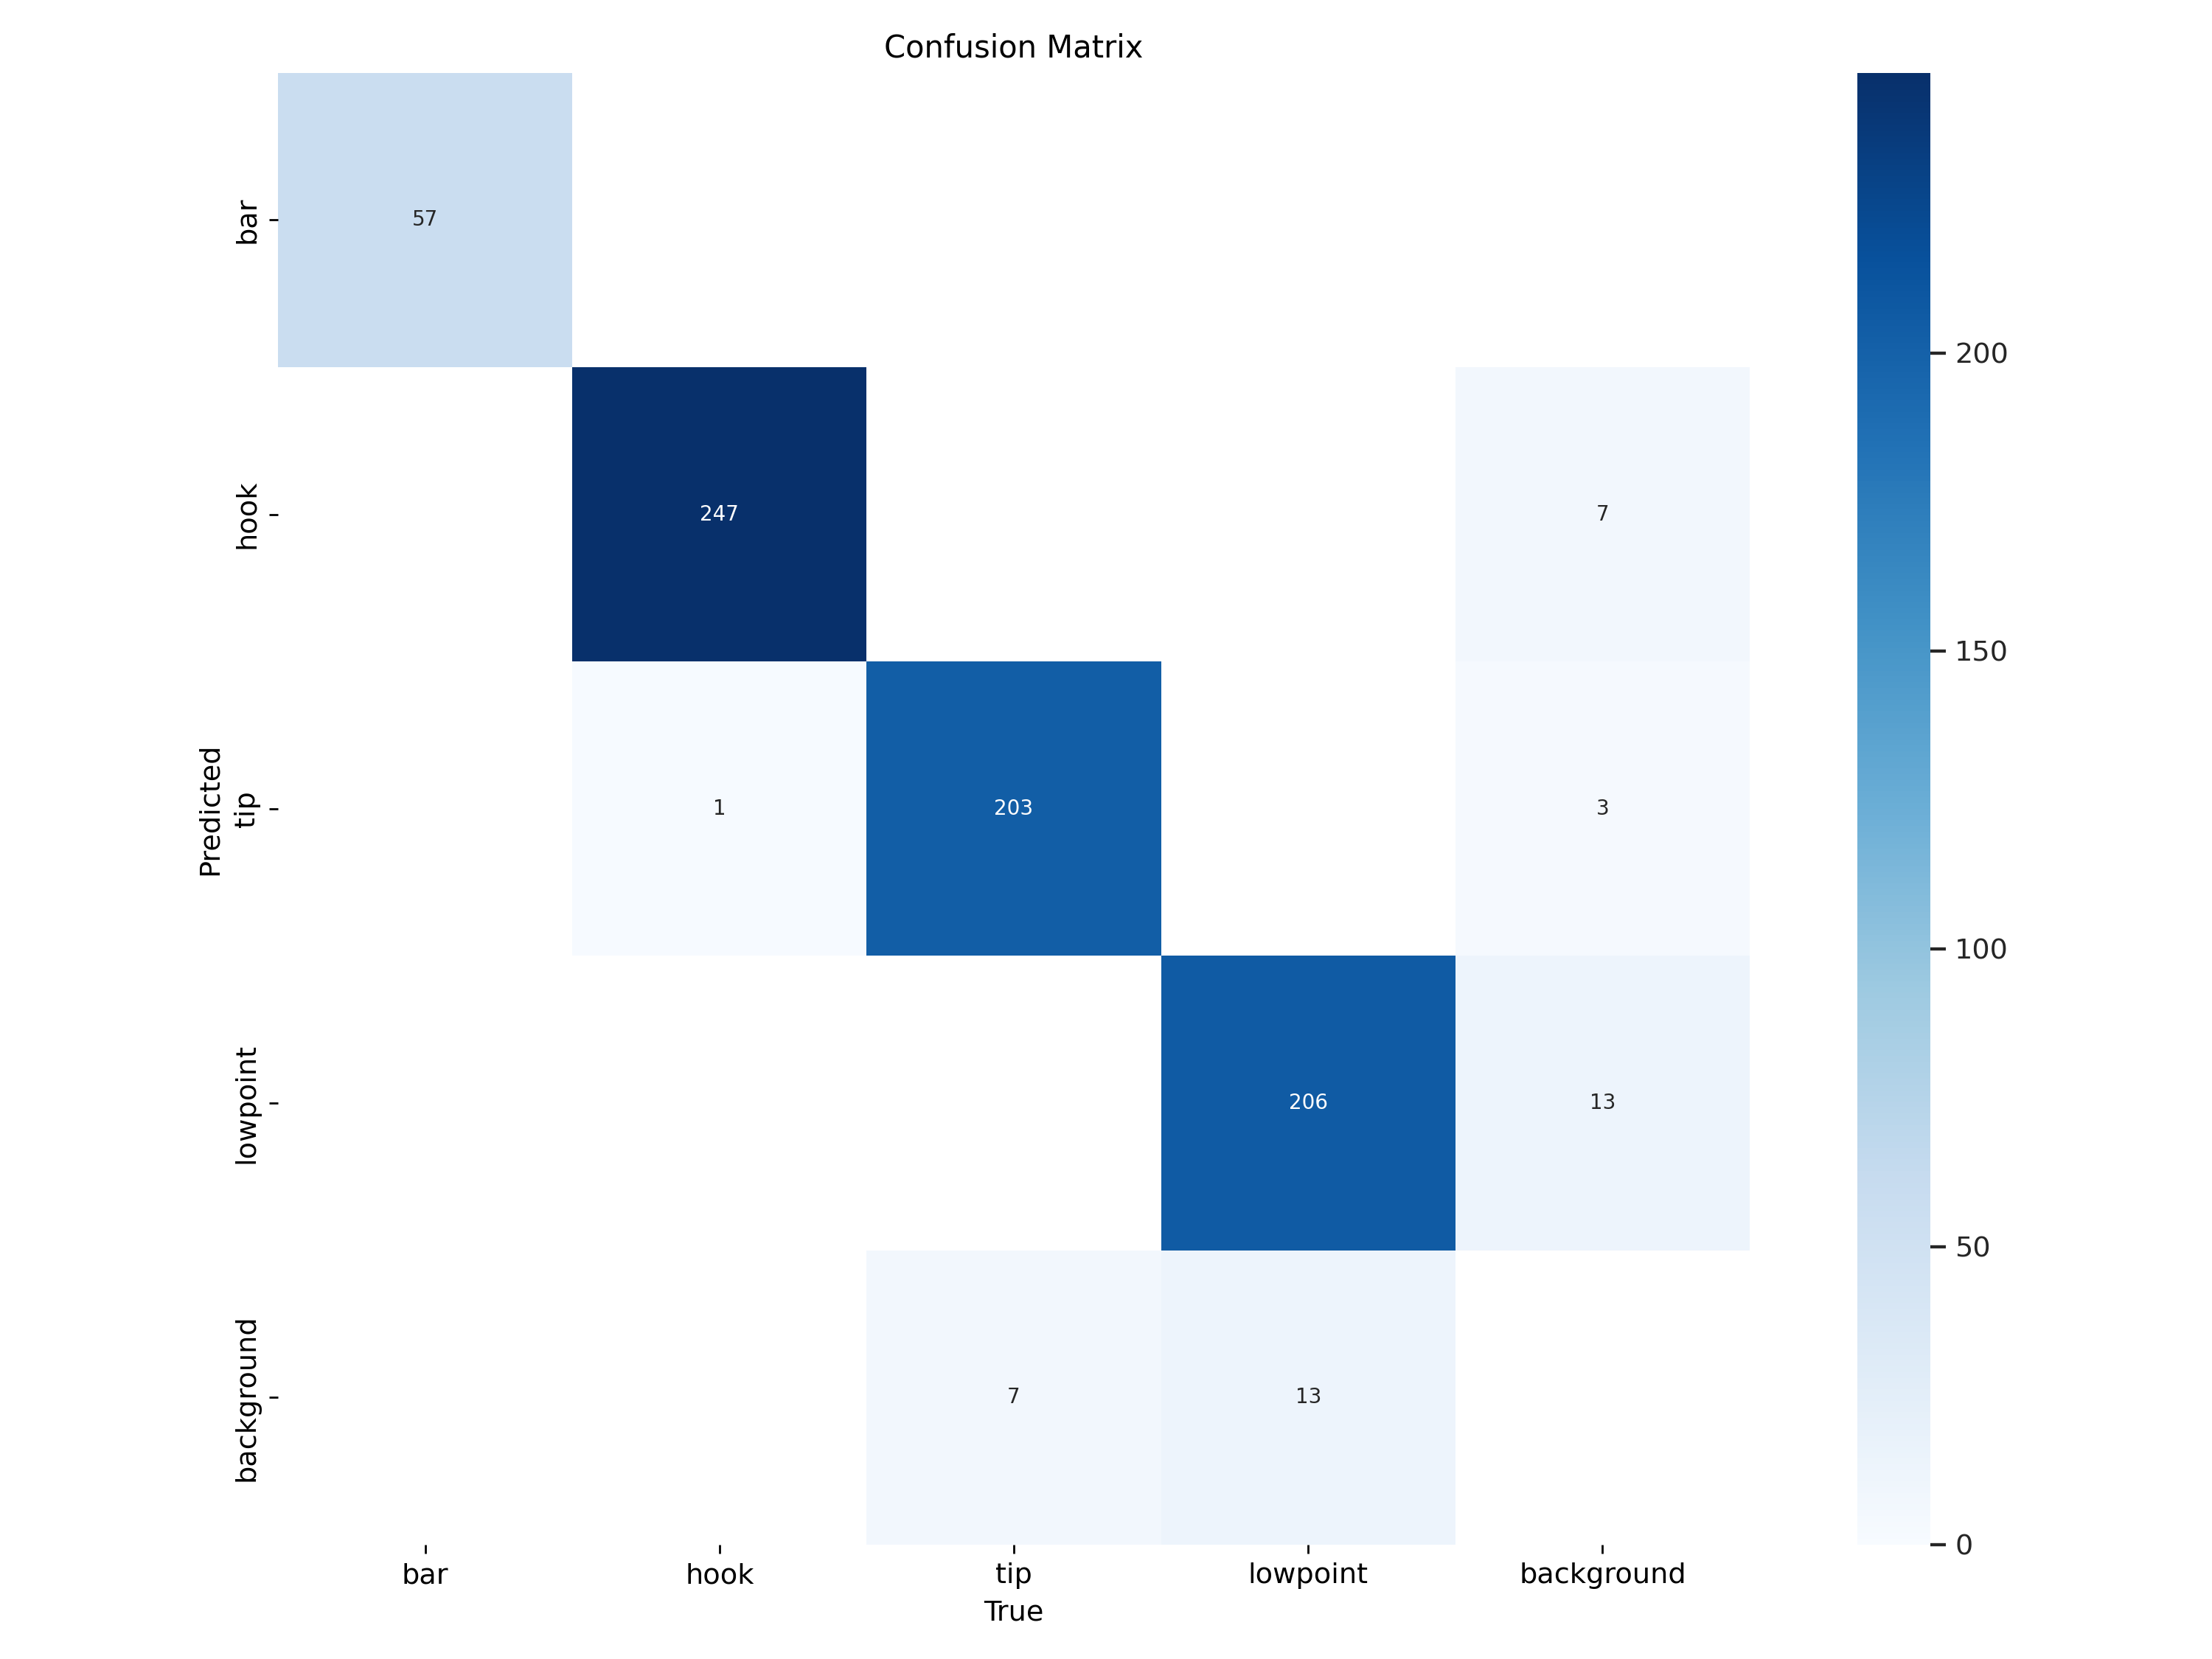 Confusion Matrix
bar
57
200
hook
247
7
150
Predicted
tip
1
203
3
100
lowpoint
206
13
50
background
7
13
0
bar
hook
tip
lowpoint
background
True